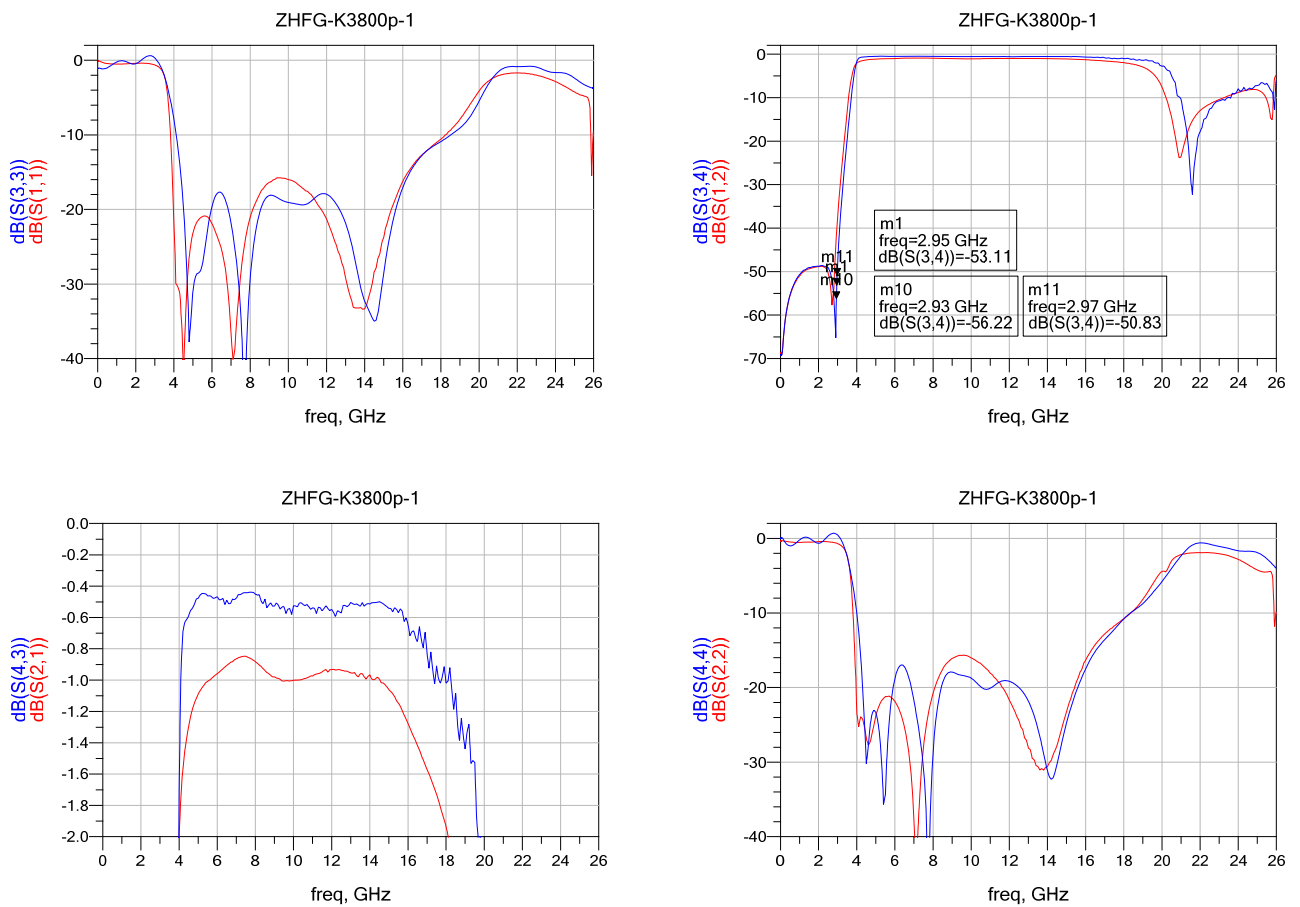 ZHFG-K3800p-1
dB(S(3,3))
dB(S(1,1))
0
-10
-20
-30
-40
0 2 4 6 8 10 12 14 16 18 20 22 24 26
freq, GHz
ZHFG-K3800p-1
dB(S(3,4))
dB(S(1,2))
0
-10
-20
-30
-40
-50
-60
-70
m11
m1
m10
m1
freq=2.95 GHz
dB(S(3,4))=-53.11
m10
freq=2.93 GHz
dB(S(3,4))=-56.22
m11
freq=2.97 GHz
dB(S(3,4))=-50.83
0 2 4 6 8 10 12 14 16 18 20 22 24 26
freq, GHz
ZHFG-K3800p-1
dB(S(4,3))
dB(S(2,1))
0.0
-0.2
-0.4
-0.6
-0.8
-1.0
-1.2
-1.4
-1.6
-1.8
-2.0
0 2 4 6 8 10 12 14 16 18 20 22 24 26
freq, GHz
ZHFG-K3800p-1
dB(S(4,4))
dB(S(2,2))
0
-10
-20
-30
-40
0 2 4 6 8 10 12 14 16 18 20 22 24 26
freq, GHz